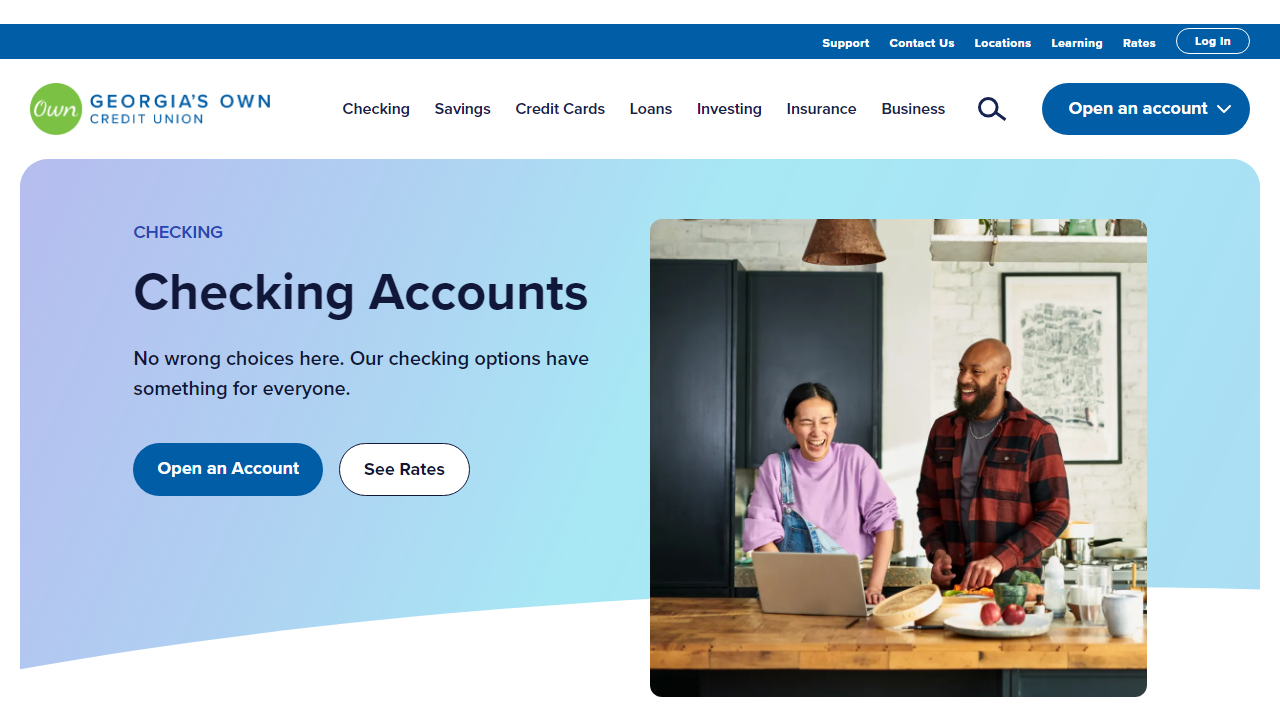 Support
Contact Us
Locations
Learning
Rates
Log In
Own
GEORGIA'S OWN
CREDIT UNION
Checking
Savings
Credit Cards
Loans
Investing
Insurance
Business
Open an account
CHECKING
Checking Accounts
No wrong choices here. Our checking options have
something for everyone.
Open an Account
See Rates